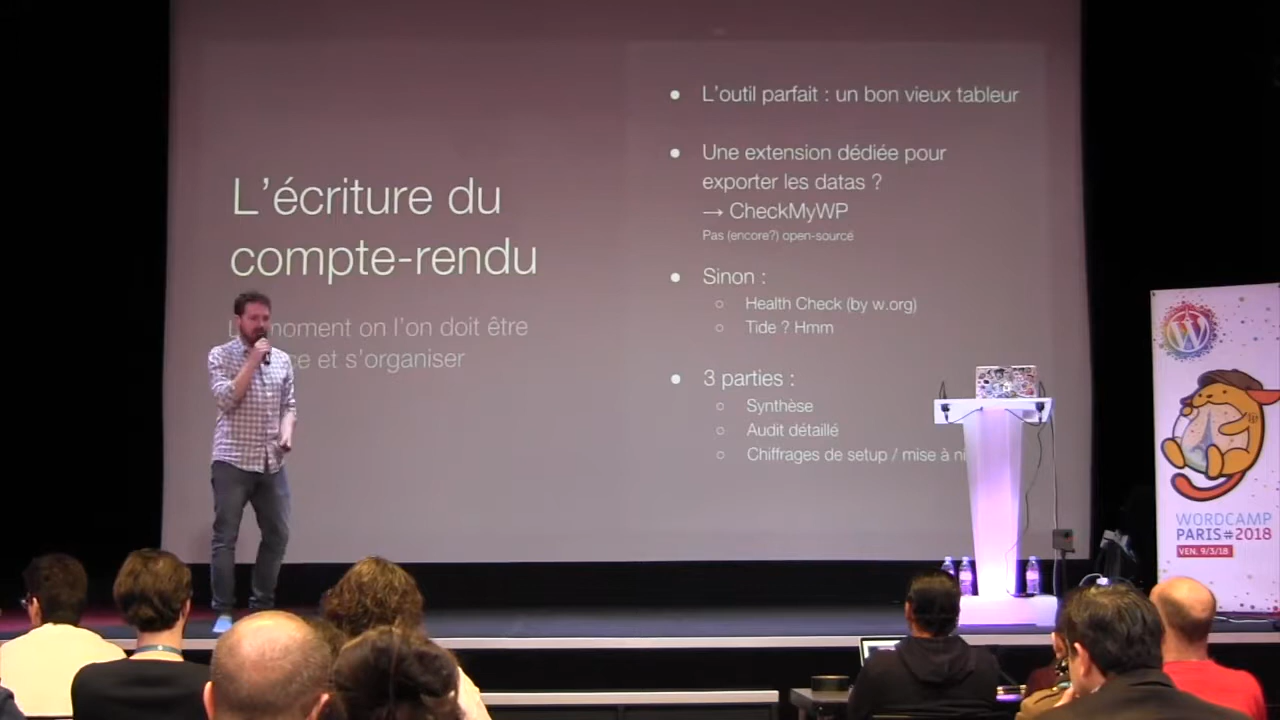 L'écriture du
compte-rendu
moment on l'on doit être
et s'organiser
● L'outil parfait : un bon vieux tableur
● Une extension dédiée pour
exporter les datas ?
→ CheckMyWP
Pas (encore?) open-sourcé
● Sinon :
○ Health Check (by w.org)
○ Tide ? Hmm
● 3 parties :
○ Synthèse
○ Audit détaillé
○ Chiffrages de setup / mise à
WORDCAMP
PARIS#2018
VEN. 9/3/18